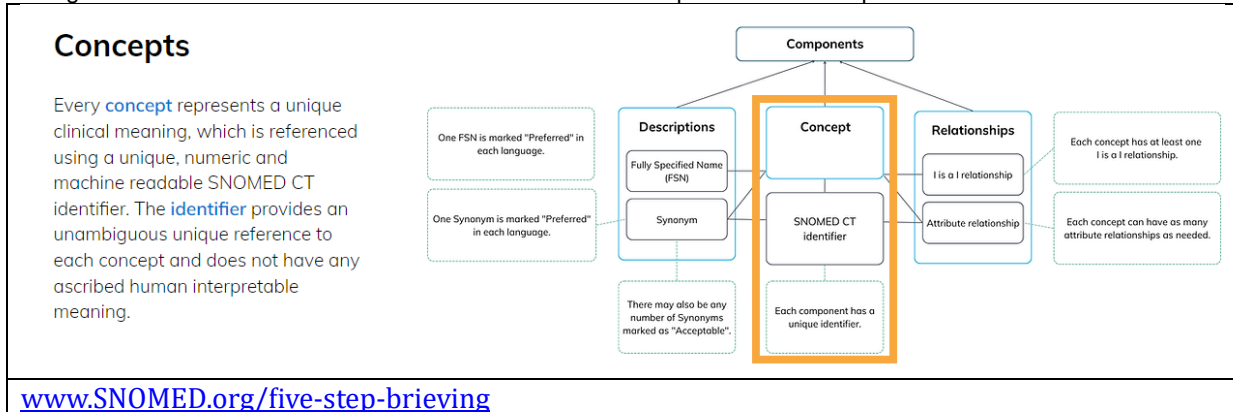 Concepts
Every concept represents a unique
clinical meaning, which is referenced
using a unique, numeric and
machine readable SNOMED CT
identifier. The identifier provides an
unambiguous unique reference to
each concept and does not have any
ascribed human interpretable
meaning.
Components
One FSN is marked "Preferred" in
each language.
One Synonym is marked "Preferred"
in each language.
Descriptions
Fully Specified Name
(FSN)
Synonym
There may also be any
number of Synonyms
marked as "Acceptable".
Concept
SNOMED CT
identifier
Each component has a
unique identifier.
Relationships
I is a I relationship
Attribute relationship
Each concept has at least one
I is a I relationship.
Each concept can have as many
attribute relationships as needed.
www.SNOMED.org/five-step-brieving